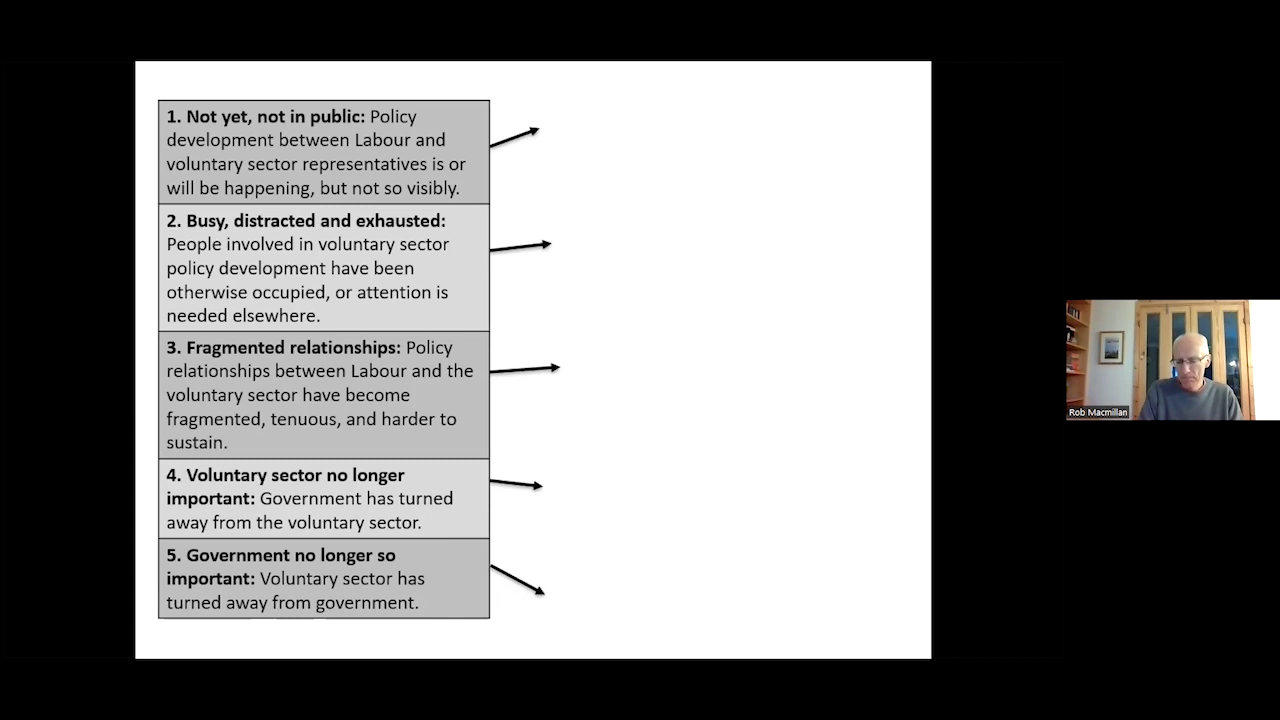 1. Not yet, not in public: Policy
development between Labour and
voluntary sector representatives is or
will be happening, but not so visibly.
2. Busy, distracted and exhausted:
People involved in voluntary sector
policy development have been
otherwise occupied, or attention is
needed elsewhere.
3. Fragmented relationships: Policy
relationships between Labour and the
voluntary sector have become
fragmented, tenuous, and harder to
sustain.
4. Voluntary sector no longer
important: Government has turned
away from the voluntary sector.
5. Government no longer so
important: Voluntary sector has
turned away from government.
Rob Macmillan